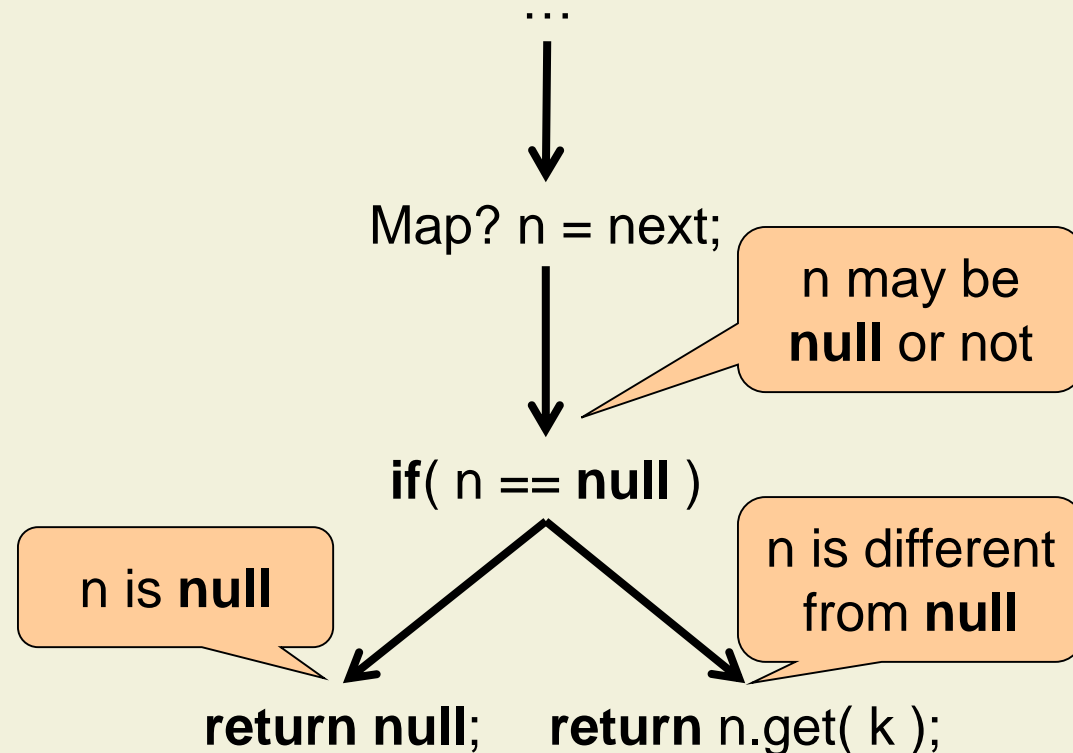 …
Map? n = next;
n may be
null or not
if( n == null )
n is null
n is different
from null
return null;
return n.get( k );